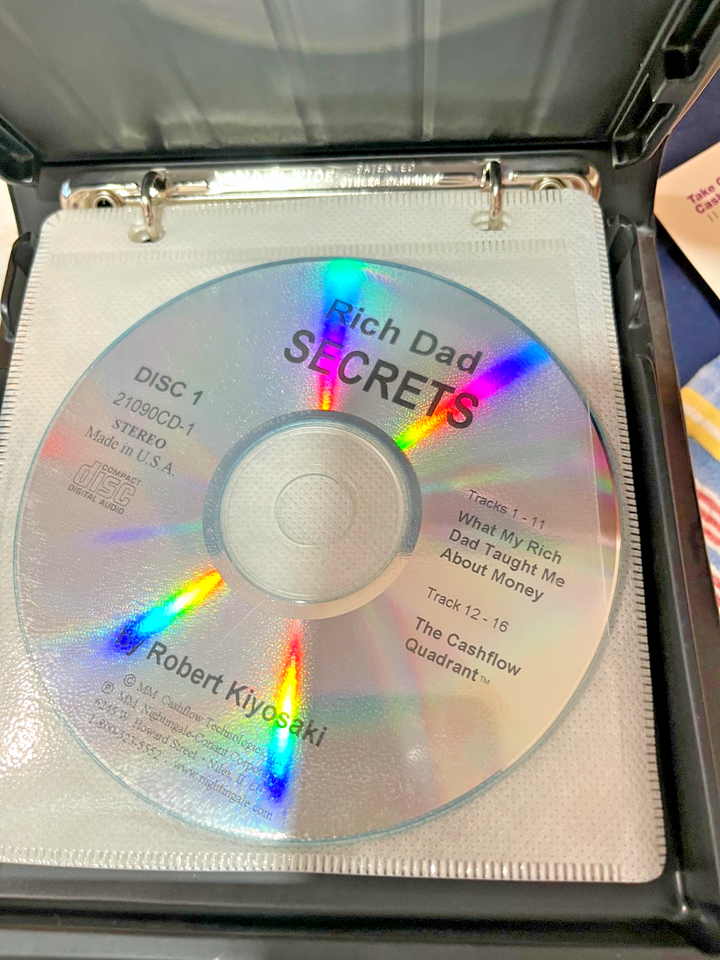 PATENTED
Take
Cas
Rich Dad
SECRETS
DISC 1
21090CD-1
STEREO
Made in U.S.A.
COMPACT
disc
DIGITAL AUDIO
Tracks 1 - 11
What My Rich
Dad Taught Me
About Money
Track 12 - 16
The Cashflow
Quadrant™
by Robert Kiyosaki
© MM Cashflow Technologies
℗ MM Nightingale-Conant Corporation
6245 W. Howard Street - Niles, IL
1-800-323-5552 - www.nightingale.com